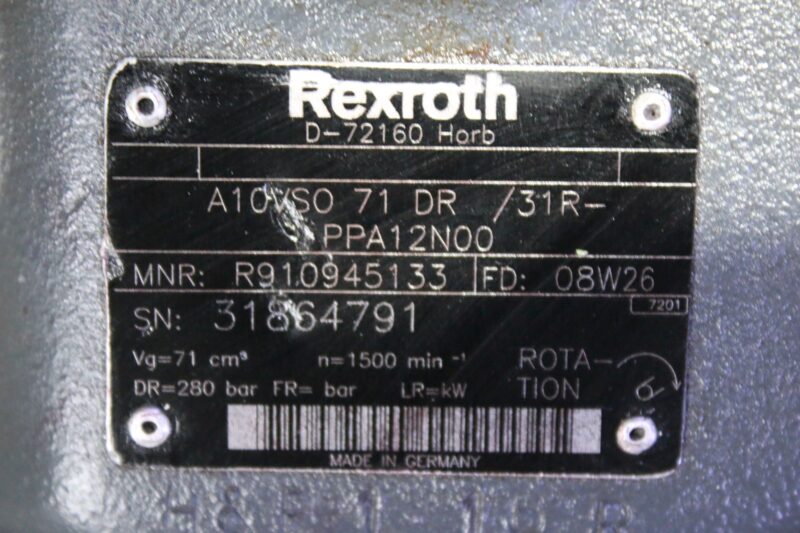 Rexroth
D-72160 Horb
A10VSO 71 DR /31R-
PPA12N00
MNR: R910945133 FD: 08W26
7201
SN: 31864791
Vg=71 cm³ n=1500 min⁻¹ ROTA-
DR=280 bar FR= bar LR=kW TION
MADE IN GERMANY